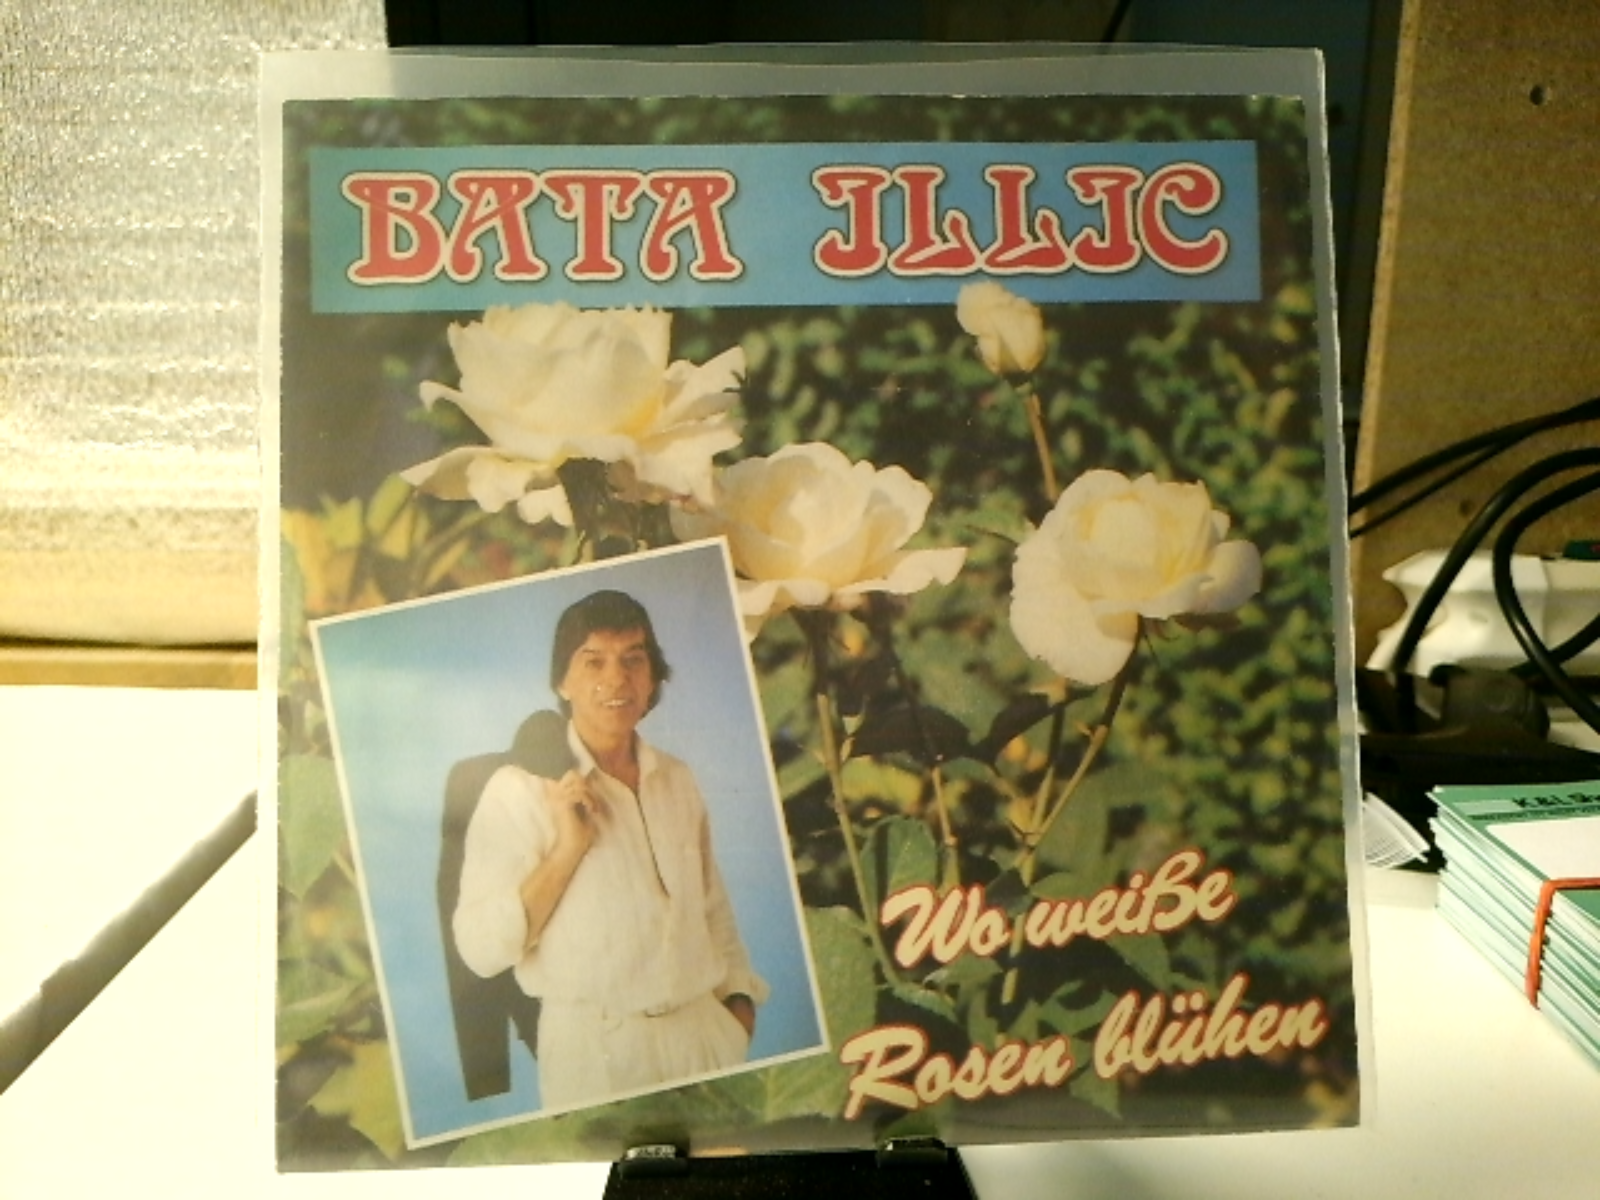 BATA ILLIC
Wo weiße
Rosen blühen